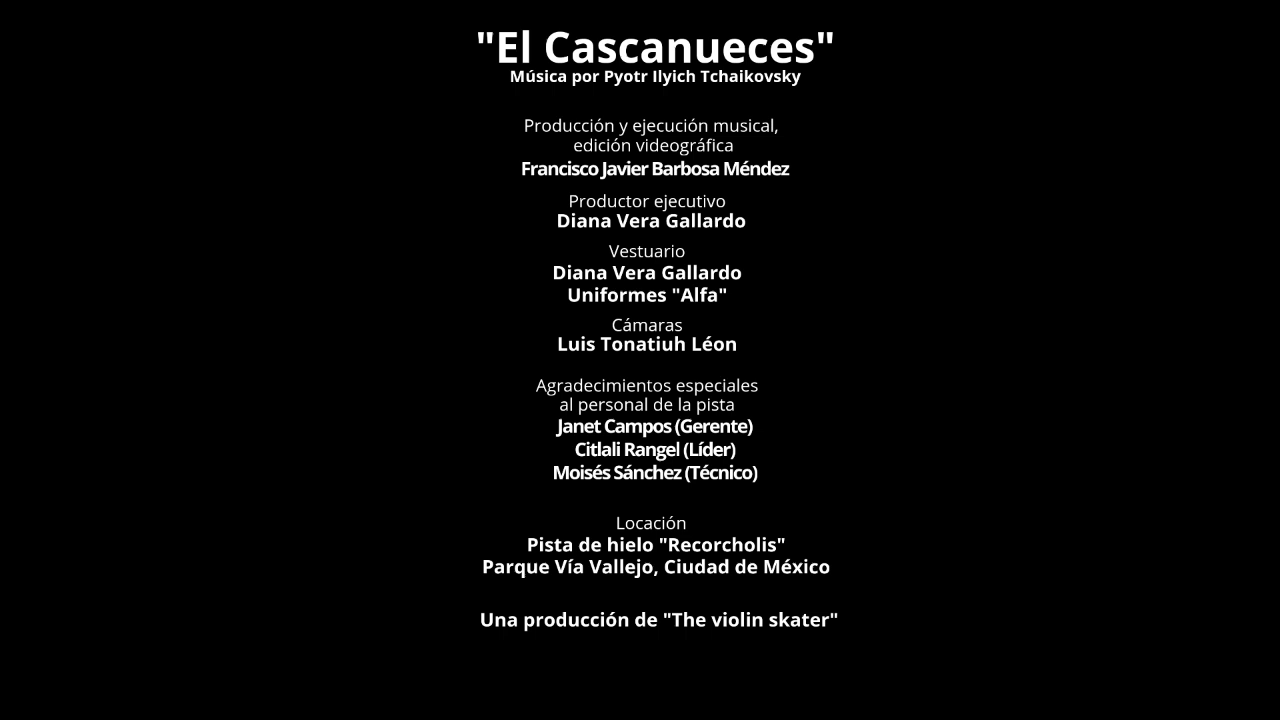 "El Cascanueces"
Música por Pyotr Ilyich Tchaikovsky
Producción y ejecución musical,
edición videográfica
Francisco Javier Barbosa Méndez
Productor ejecutivo
Diana Vera Gallardo
Vestuario
Diana Vera Gallardo
Uniformes "Alfa"
Cámaras
Luis Tonatiuh Léon
Agradecimientos especiales
al personal de la pista
Janet Campos (Gerente)
Citlali Rangel (Líder)
Moisés Sánchez (Técnico)
Locación
Pista de hielo "Recorcholis"
Parque Vía Vallejo, Ciudad de México
Una producción de "The violin skater"